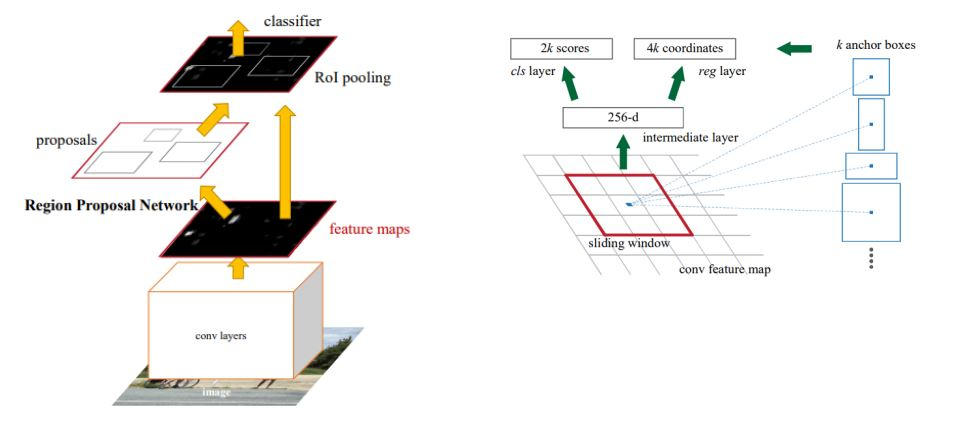 classifier
RoI pooling
proposals
Region Proposal Network
feature maps
conv layers
image
2k scores
4k coordinates
k anchor boxes
cls layer
reg layer
256-d
intermediate layer
sliding window
conv feature map